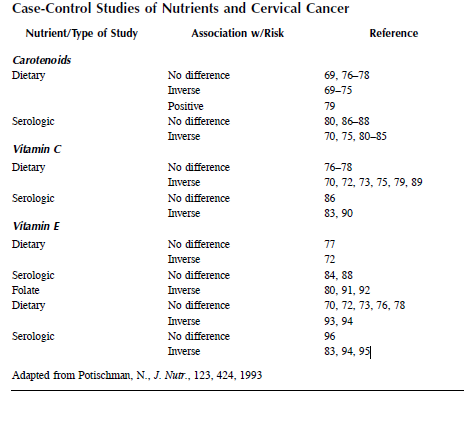 Case-Control Studies of Nutrients and Cervical Cancer
Nutrient/Type of Study Association w/Risk Reference
Carotenoids
Dietary No difference 69, 76–78
Inverse 69–75
Positive 79
Serologic No difference 80, 86–88
Inverse 70, 75, 80–85
Vitamin C
Dietary No difference 76–78
Inverse 70, 72, 73, 75, 79, 89
Serologic No difference 86
Inverse 83, 90
Vitamin E
Dietary No difference 77
Inverse 72
Serologic No difference 84, 88
Folate Inverse 80, 91, 92
Dietary No difference 70, 72, 73, 76, 78
Inverse 93, 94
Serologic No difference 96
Inverse 83, 94, 95
Adapted from Potischman, N., J. Nutr., 123, 424, 1993